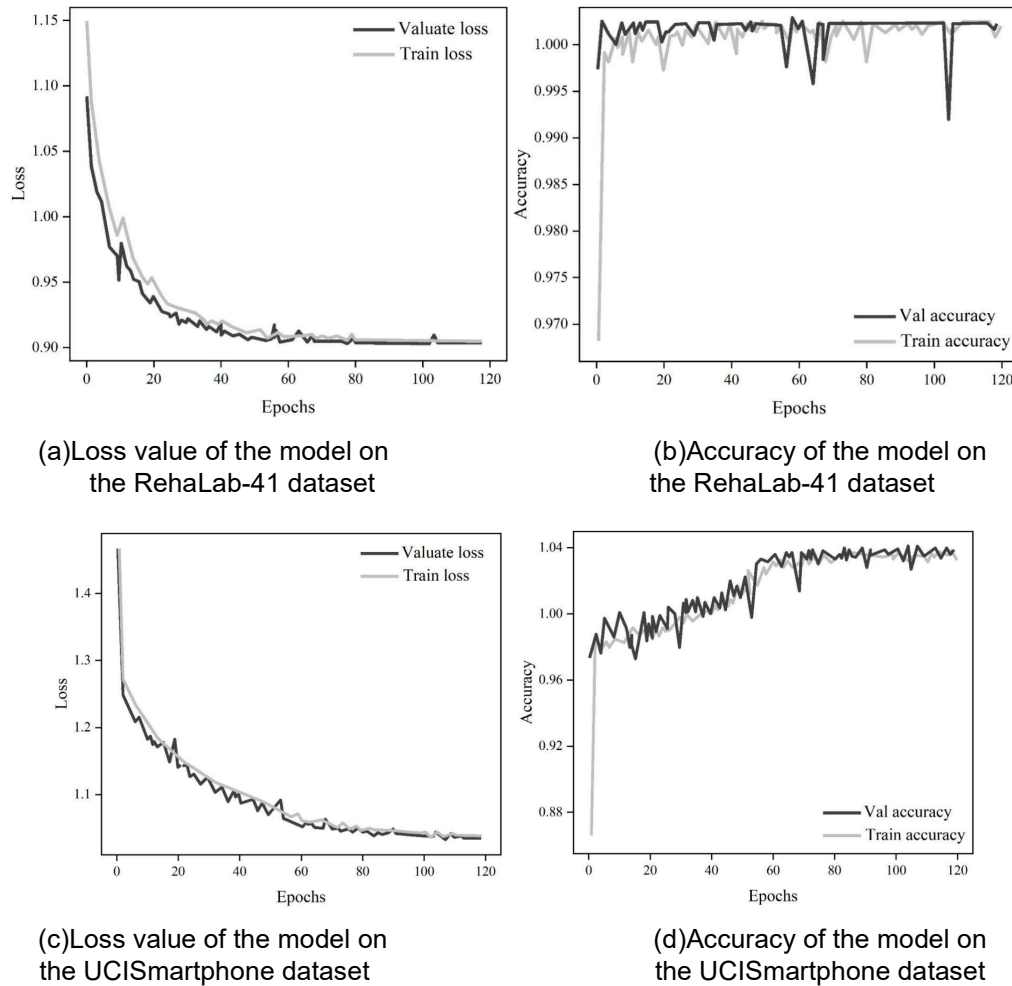 1.15
1.10
1.05
1.00
0.95
0.90
Loss
Valuate loss
Train loss
0 20 40 60 80 100 120
Epochs
1.000
0.995
0.990
0.985
0.980
0.975
0.970
Accuracy
Val accuracy
Train accuracy
0 20 40 60 80 100 120
Epochs
(a)Loss value of the model on
the RehaLab-41 dataset
(b)Accuracy of the model on
the RehaLab-41 dataset
1.4
1.3
1.2
1.1
Loss
Valuate loss
Train loss
0 20 40 60 80 100 120
Epochs
1.04
1.00
0.96
0.92
0.88
Accuracy
Val accuracy
Train accuracy
0 20 40 60 80 100 120
Epochs
(c)Loss value of the model on
the UCISmartphone dataset
(d)Accuracy of the model on
the UCISmartphone dataset